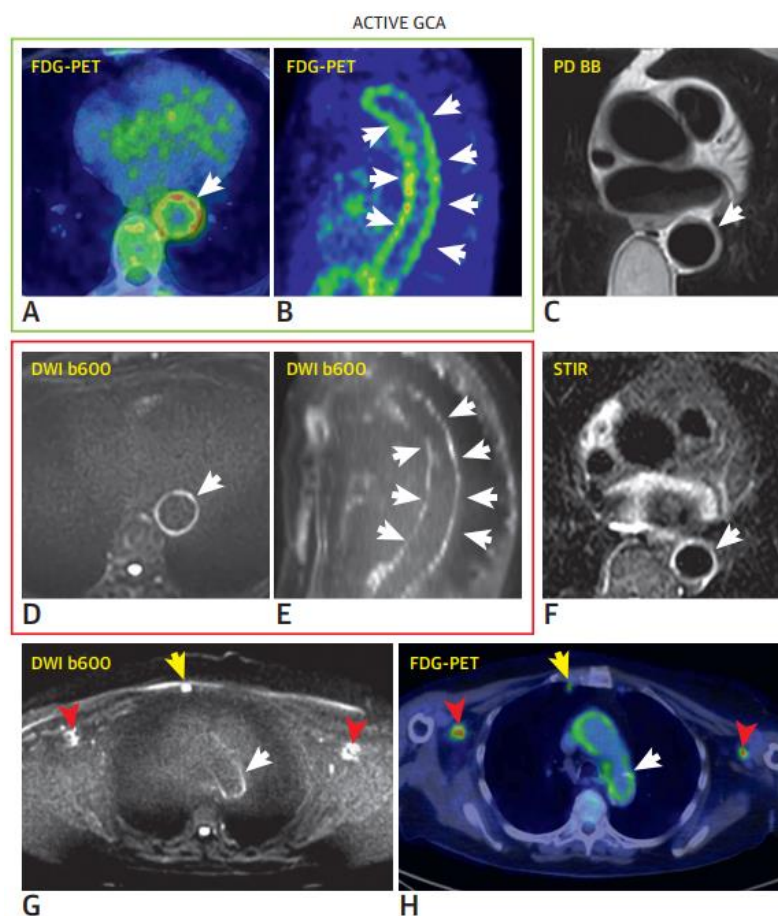 ACTIVE GCA
FDG-PET
FDG-PET
PD BB
A
B
C
DWI b600
DWI b600
STIR
D
E
F
DWI b600
FDG-PET
G
H